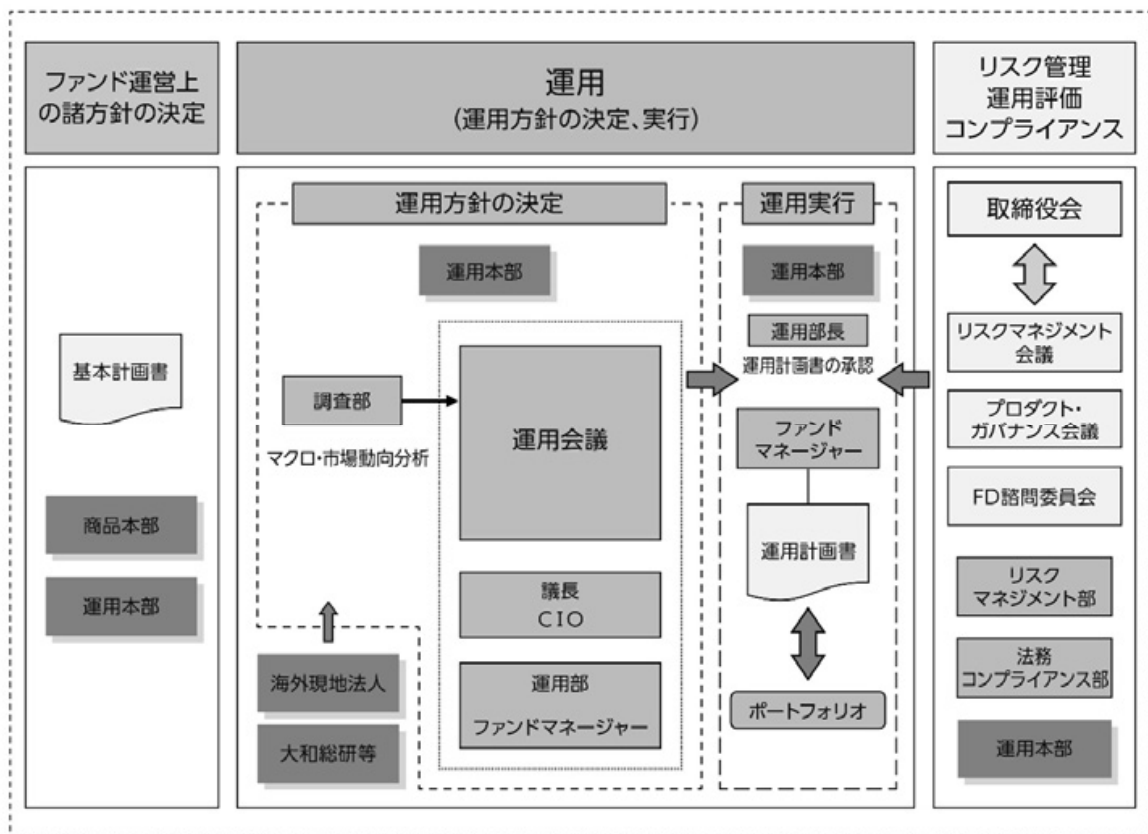 ファンド運営上
の諸方針の決定
運用
(運用方針の決定、実行)
リスク管理
運用評価
コンプライアンス
基本計画書
商品本部
運用本部
運用方針の決定
運用本部
調査部
マクロ・市場動向分析
運用会議
議長
CIO
運用部
ファンドマネージャー
海外現地法人
大和総研等
運用実行
運用本部
運用部長
運用計画書の承認
ファンド
マネージャー
運用計画書
ポートフォリオ
取締役会
リスクマネジメント
会議
プロダクト・
ガバナンス会議
FD諮問委員会
リスク
マネジメント部
法務
コンプライアンス部
運用本部